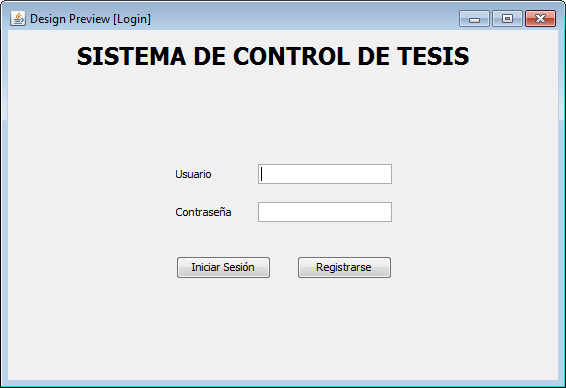 Design Preview [Login]
SISTEMA DE CONTROL DE TESIS
Usuario
Contraseña
Iniciar Sesión Registrarse